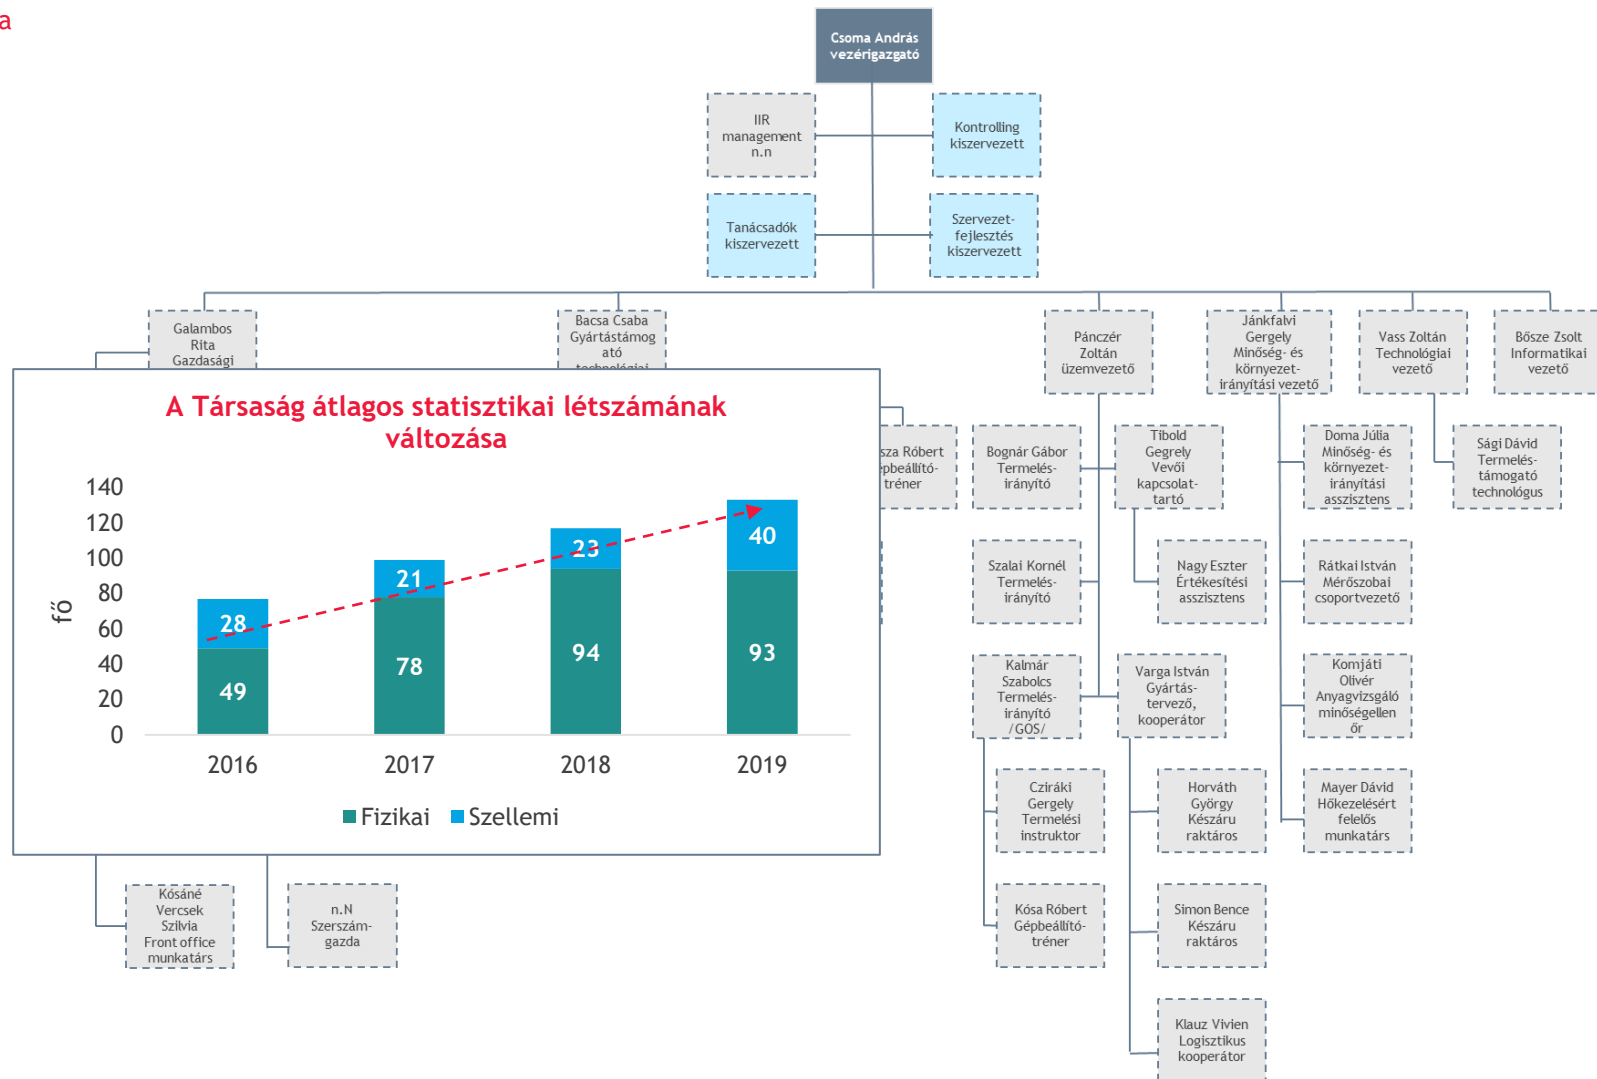 a
Csoma András
vezérigazgató
IIR
management
n.n
Kontrolling
kiszervezett
Tanácsadók
kiszervezett
Szervezet-
fejlesztés
kiszervezett
Galambos
Rita
Gazdasági
Bacsa Csaba
Gyártástámog
ató
technológiai
Pánczér
Zoltán
üzemvezető
Jánkfalvi
Gergely
Minőség- és
környezet-
irányítási vezető
Vass Zoltán
Technológiai
vezető
Bősze Zsolt
Informatikai
vezető
sza Róbert
épbeállító-
tréner
Bognár Gábor
Termelés-
irányító
Tibold
Gegrely
Vevői
kapcsolat-
tartó
Doma Júlia
Minőség- és
környezet-
irányítási
asszisztens
Sági Dávid
Termelés-
támogató
technológus
Szalai Kornél
Termelés-
irányító
Nagy Eszter
Értékesítési
asszisztens
Rátkai István
Mérőszobai
csoportvezető
Kalmár
Szabolcs
Termelés-
irányító
/GOS/
Varga István
Gyártás-
tervező,
kooperátor
Komjáti
Olivér
Anyagvizsgáló
minőségellen
őr
Cziráki
Gergely
Termelési
instruktor
Horváth
György
Készáru
raktáros
Mayer Dávid
Hőkezelésért
felelős
munkatárs
Kósa Róbert
Gépbeállító-
tréner
Simon Bence
Készáru
raktáros
Klauz Vivien
Logisztikus
kooperátor
A Társaság átlagos statisztikai létszámának
változása
fő
140
120
100
80
60
40
20
0
28
49
21
78
23
94
40
93
2016 2017 2018 2019
Fizikai Szellemi
Kósáné
Vercsek
Szilvia
Front office
munkatárs
n.N
Szerszám-
gazda